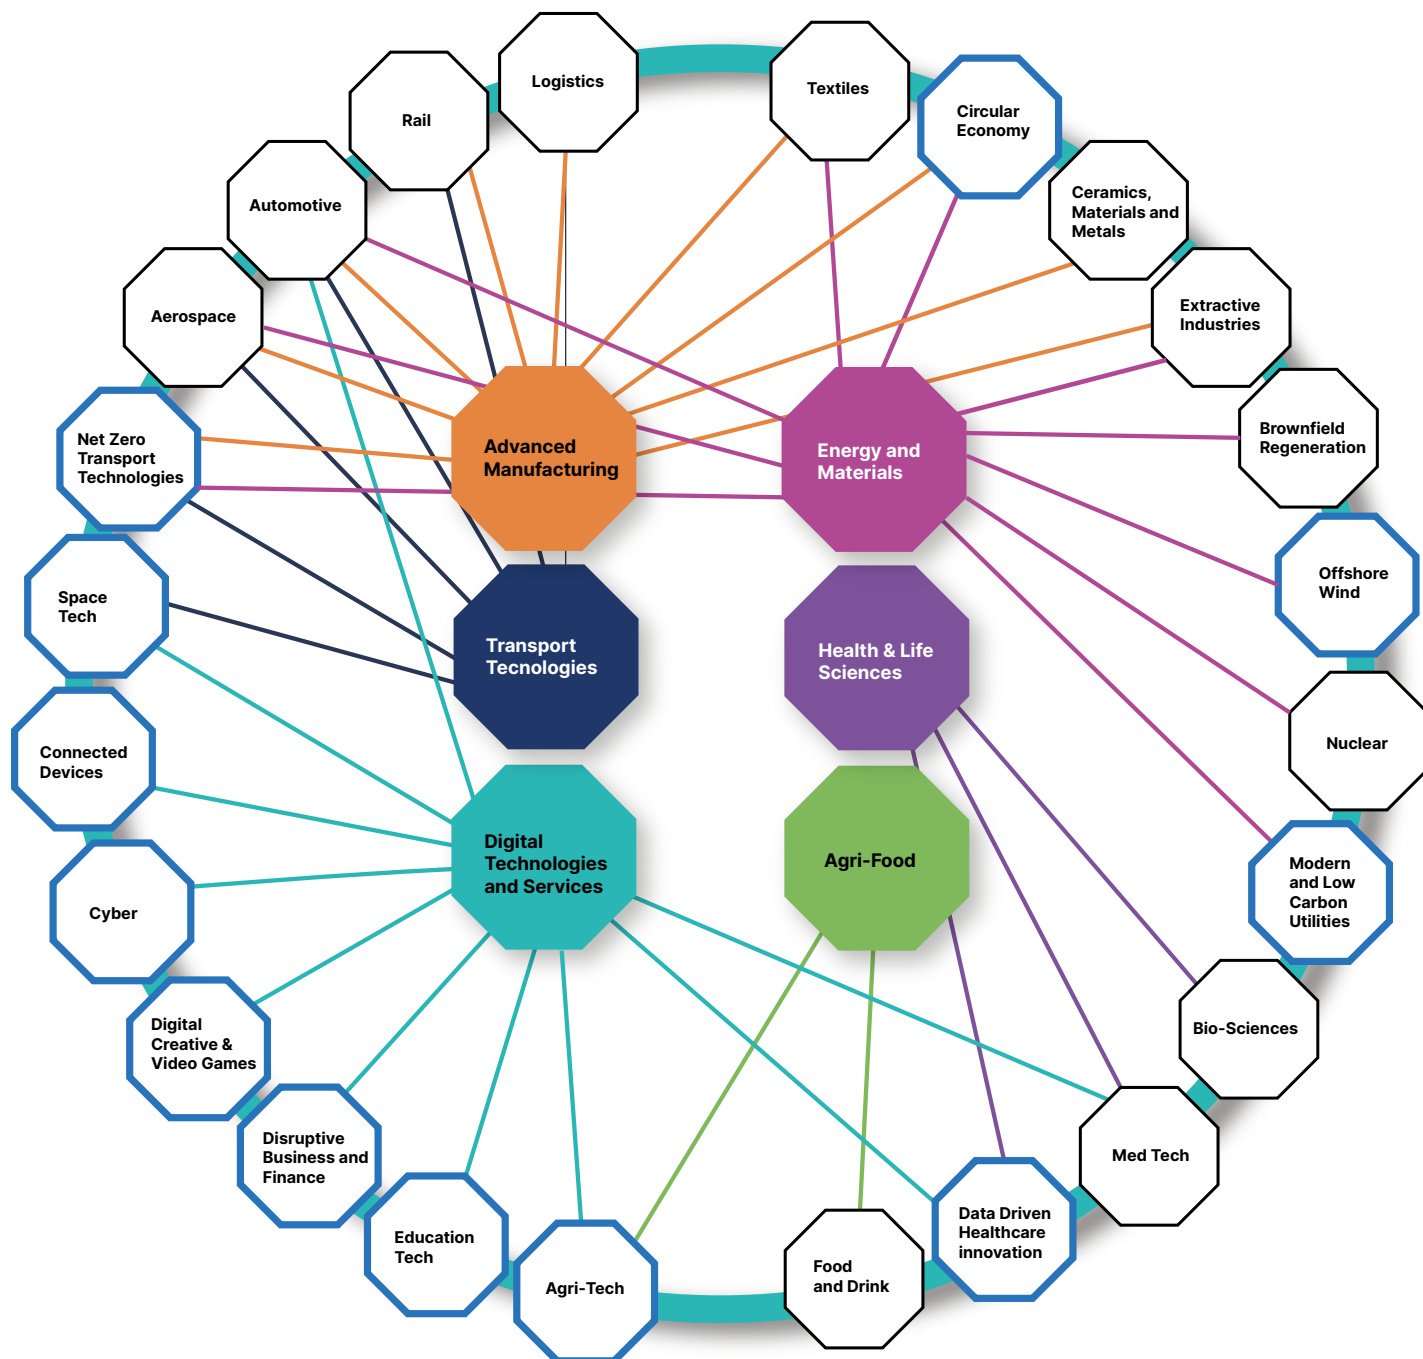 Logistics
Textiles
Rail
Circular
Economy
Automotive
Ceramics,
Materials and
Metals
Aerospace
Extractive
Industries
Net Zero
Transport
Technologies
Advanced
Manufacturing
Energy and
Materials
Brownfield
Regeneration
Space
Tech
Offshore
Wind
Transport
Tecnologies
Health & Life
Sciences
Connected
Devices
Nuclear
Digital
Technologies
and Services
Agri-Food
Cyber
Modern
and Low
Carbon
Utilities
Digital
Creative &
Video Games
Bio-Sciences
Disruptive
Business and
Finance
Med Tech
Education
Tech
Data Driven
Healthcare
innovation
Agri-Tech
Food
and Drink